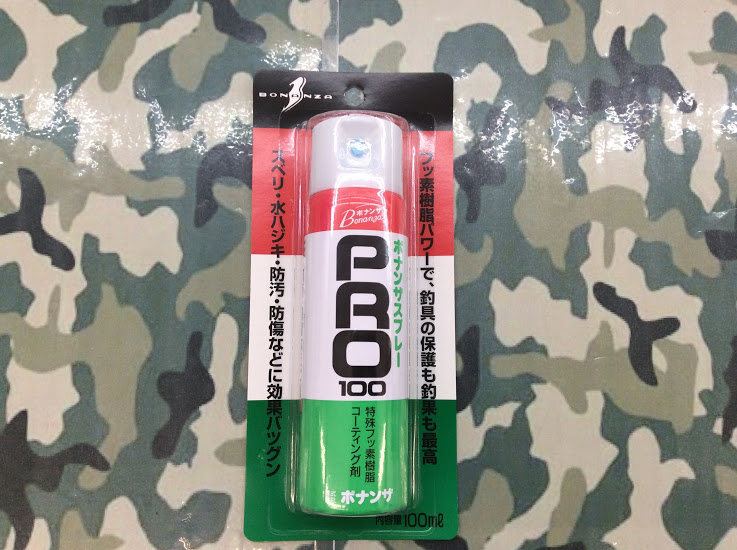 BONANZA
フッ素樹脂パワーで、釣具の保護も釣果も最高
スベリ・水ハジキ・防汚・防傷などに効果バツグン
ボナンザ
Bonanza
ボナンザスプレー
PRO
100
特殊フッ素樹脂
コーティング剤
ボナンザ
内容量100ml